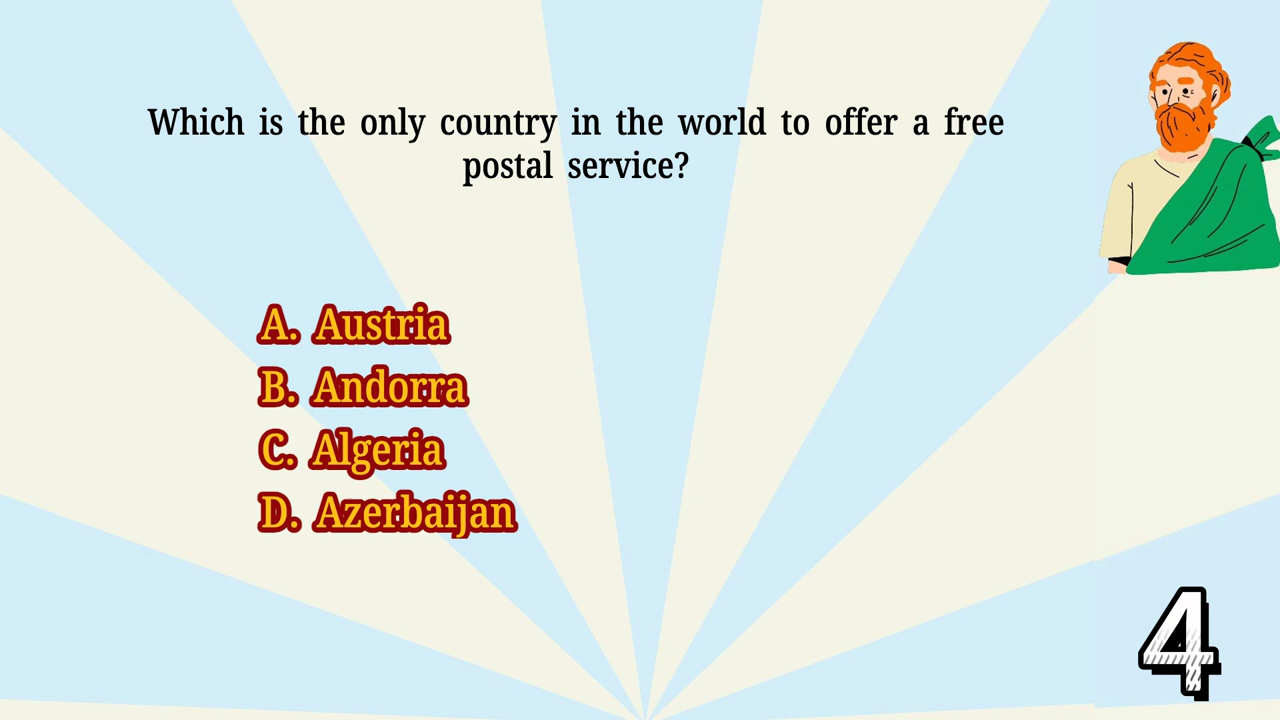 Which is the only country in the world to offer a free
postal service?
A. Austria
B. Andorra
C. Algeria
D. Azerbaijan
4